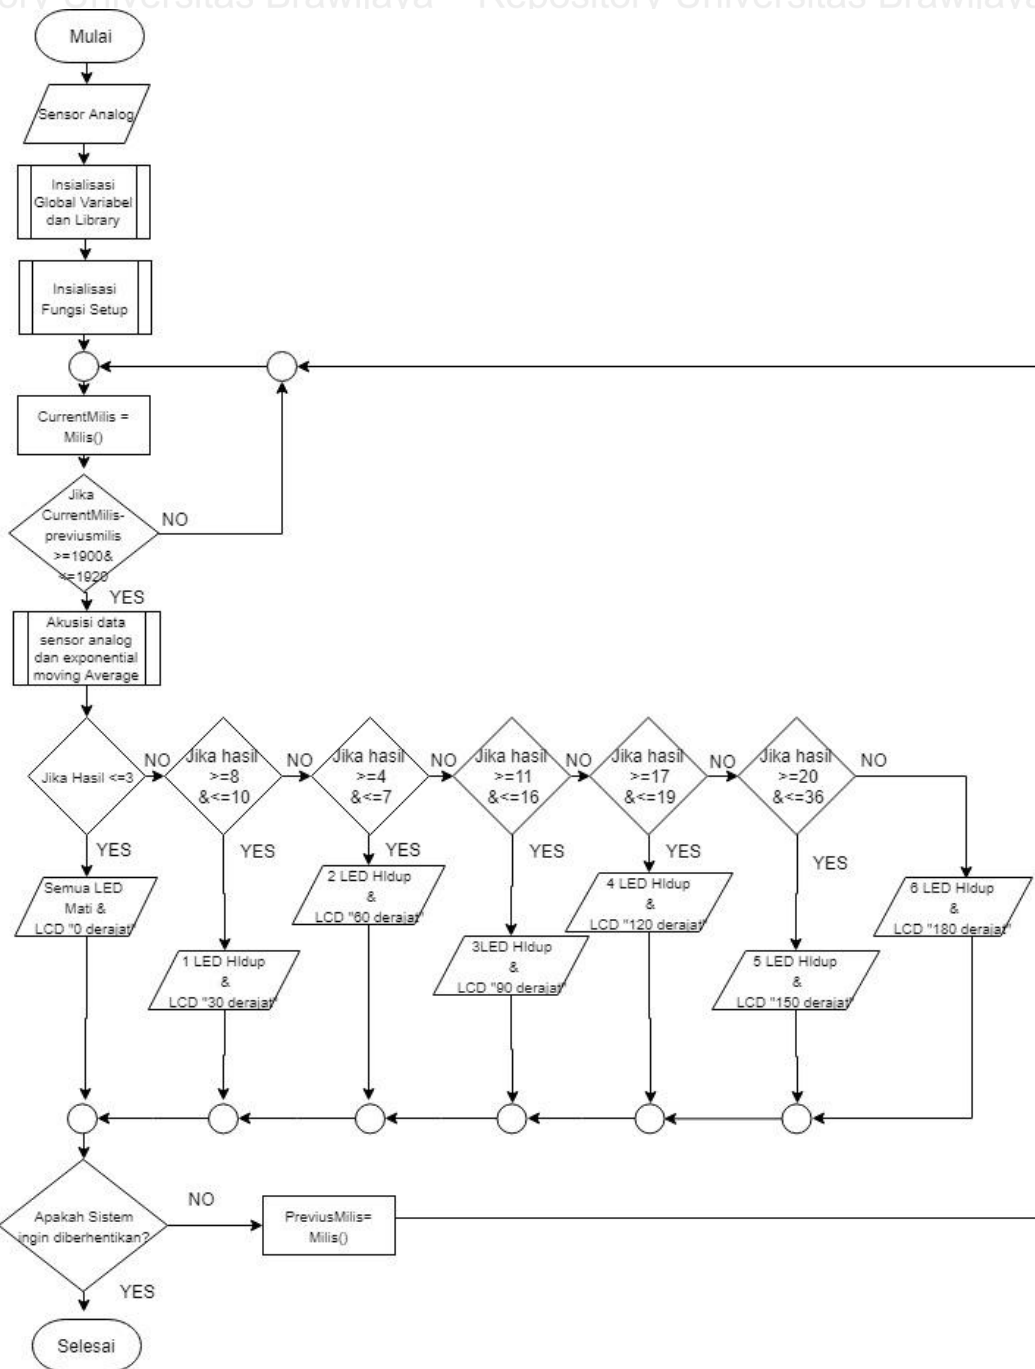 ory Universitas Brawijaya    Repository Universitas Brawijaya
Mulai
Sensor Analog
Insialisasi
Global Variabel
dan Library
Insialisasi
Fungsi Setup
CurrentMilis =
Milis()
Jika
CurrentMilis-
previusmilis
>=1900&
<=1920
NO
YES
Akusisi data
sensor analog
dan exponential
moving Average
Jika Hasil <=3
NO
Jika hasil
>=8
&<=10
NO
Jika hasil
>=4
&<=7
NO
Jika hasil
>=11
&<=16
NO
Jika hasil
>=17
&<=19
NO
Jika hasil
>=20
&<=36
NO
YES
YES
YES
YES
YES
YES
Semua LED
Mati &
LCD "0 derajat"
1 LED HIdup
&
LCD "30 derajat"
2 LED HIdup
&
LCD "60 derajat"
3LED HIdup
&
LCD "90 derajat"
4 LED HIdup
&
LCD "120 derajat"
5 LED HIdup
&
LCD "150 derajat"
6 LED HIdup
&
LCD "180 derajat"
Apakah Sistem
ingin diberhentikan?
NO
PreviusMilis=
Milis()
YES
Selesai